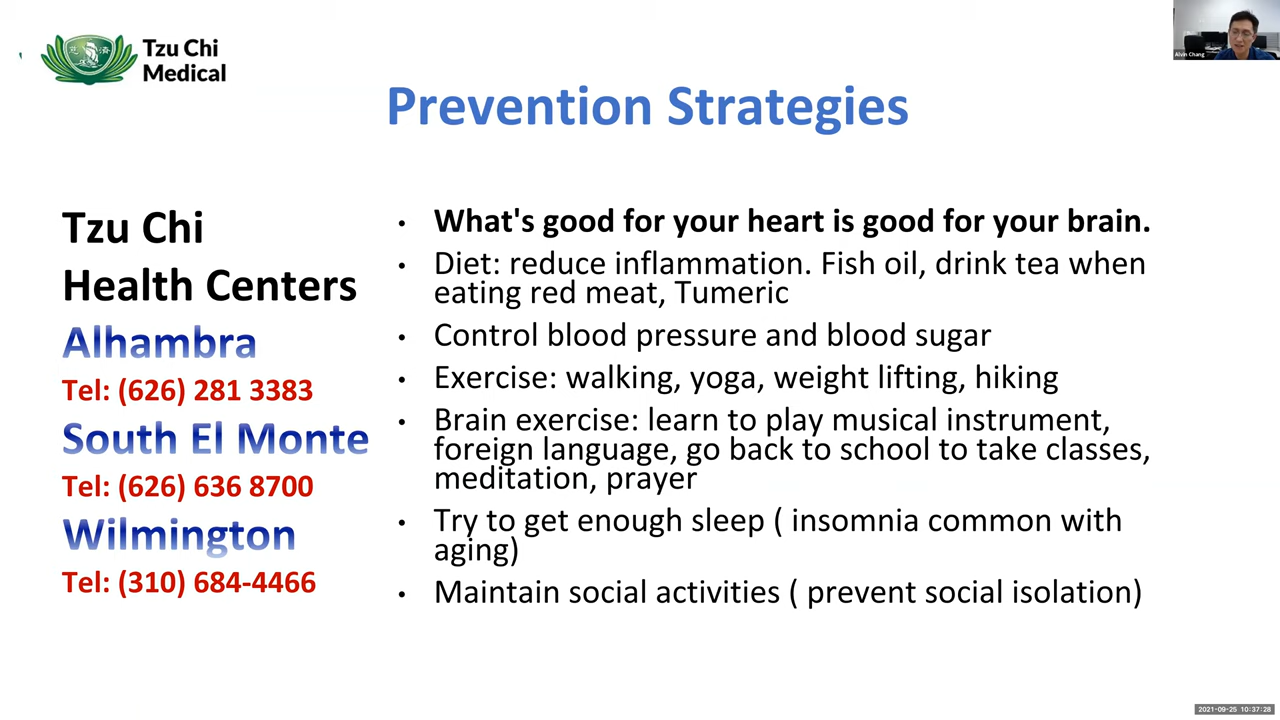 Tzu Chi
Medical
Alvin Chang
Prevention Strategies
Tzu Chi
Health Centers
Alhambra
Tel: (626) 281 3383
South El Monte
Tel: (626) 636 8700
Wilmington
Tel: (310) 684-4466
• What's good for your heart is good for your brain.
• Diet: reduce inflammation. Fish oil, drink tea when
eating red meat, Tumeric
• Control blood pressure and blood sugar
• Exercise: walking, yoga, weight lifting, hiking
• Brain exercise: learn to play musical instrument,
foreign language, go back to school to take classes,
meditation, prayer
• Try to get enough sleep ( insomnia common with
aging)
• Maintain social activities ( prevent social isolation)
2021-09-25 10:37:28